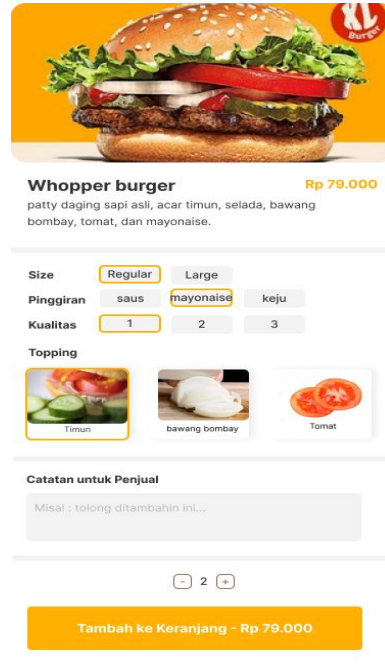 XL
Burger
Whopper burger
Rp 79.000
patty daging sapi asli, acar timun, selada, bawang
bombay, tomat, dan mayonaise.
Size Regular Large
Pinggiran saus mayonaise keju
Kualitas 1 2 3
Topping
Timun bawang bombay Tomat
Catatan untuk Penjual
Misal : tolong ditambahin ini...
- 2 +
Tambah ke Keranjang - Rp 79.000